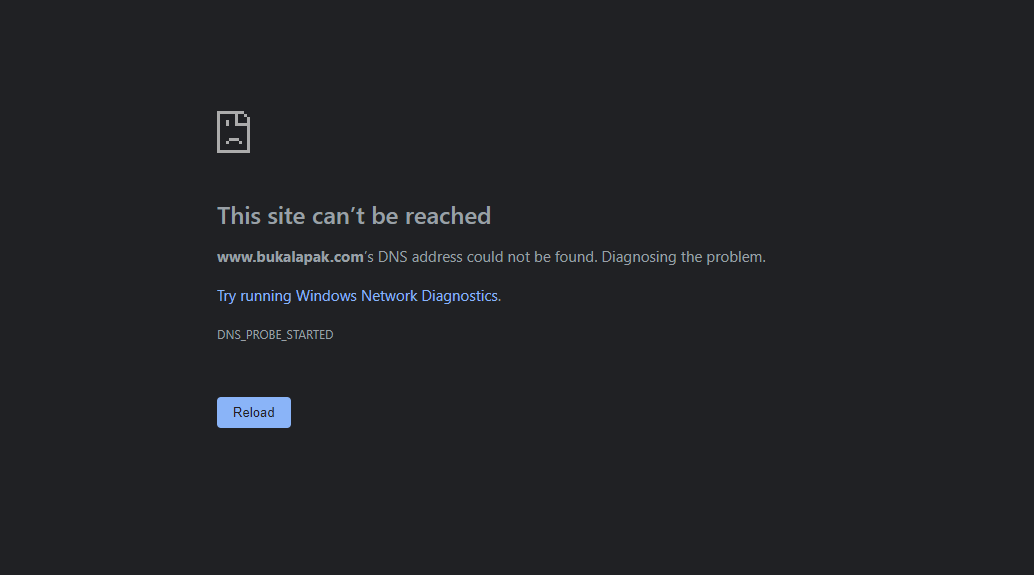 This site can’t be reached
www.bukalapak.com’s DNS address could not be found. Diagnosing the problem.
Try running Windows Network Diagnostics.
DNS_PROBE_STARTED
Reload